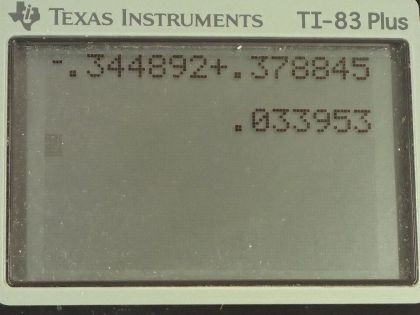 TEXAS INSTRUMENTS TI-83 Plus
-.344892+.378845
.033953